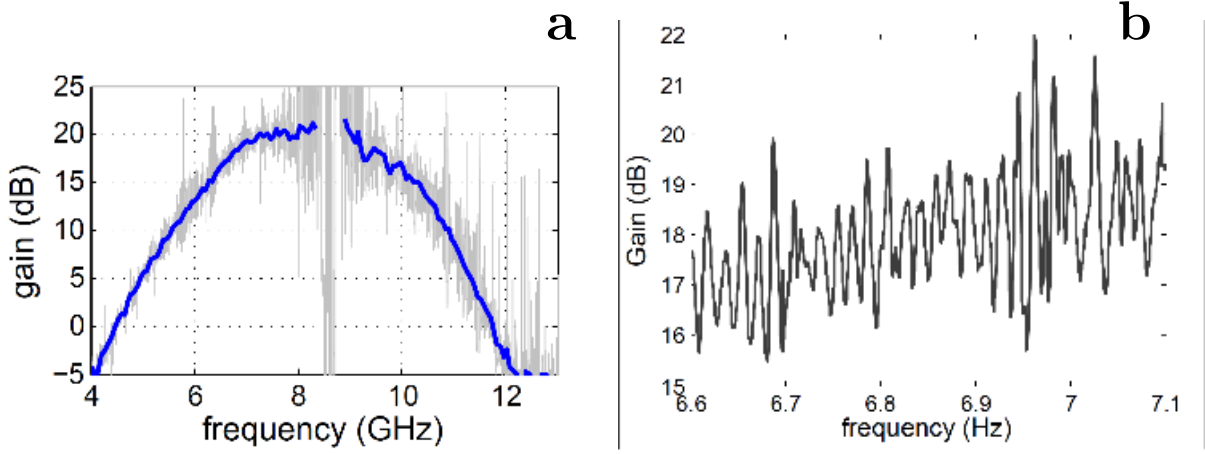 a
25
20
15
10
5
0
−5
4 6 8 10 12
gain (dB)
frequency (GHz)
b
22
21
20
19
18
17
16
15
6.6 6.7 6.8 6.9 7 7.1
Gain (dB)
frequency (Hz)